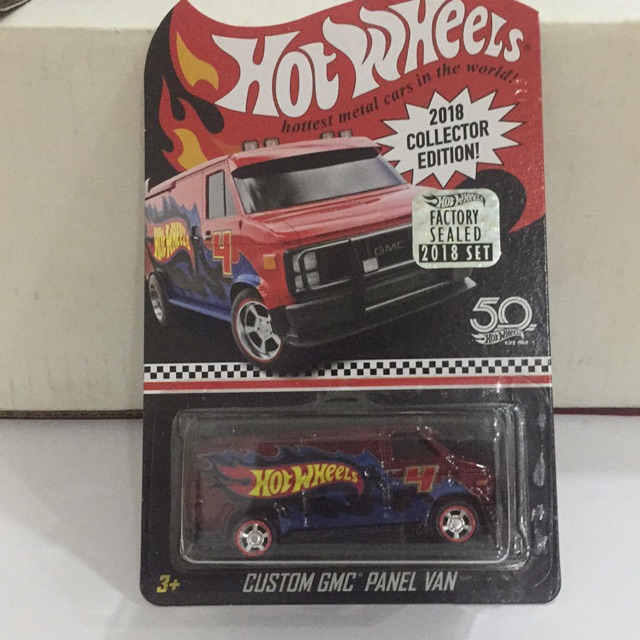 HOT WHEELS
hottest metal cars in the world!
2018
COLLECTOR
EDITION!
HOT WHEELS
FACTORY
SEALED
2018 SET
HOT WHEELS
4
GMC
50
HOT WHEELS
HOT WHEELS
4
3+
CUSTOM GMC PANEL VAN